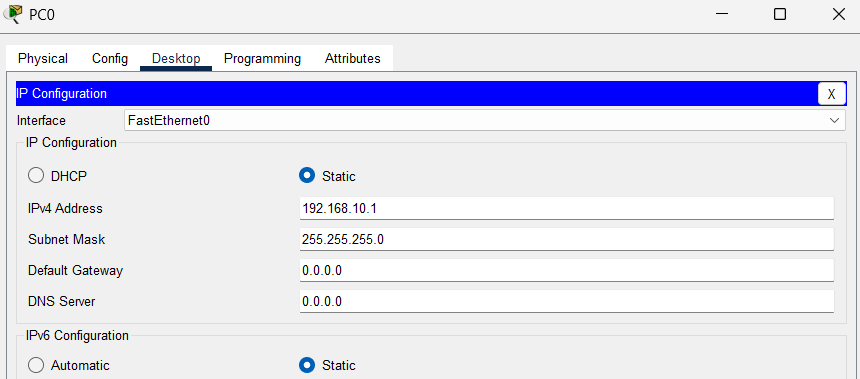 PC0
Physical Config Desktop Programming Attributes
IP Configuration X
Interface FastEthernet0
IP Configuration
DHCP Static
IPv4 Address 192.168.10.1
Subnet Mask 255.255.255.0
Default Gateway 0.0.0.0
DNS Server 0.0.0.0
IPv6 Configuration
Automatic Static